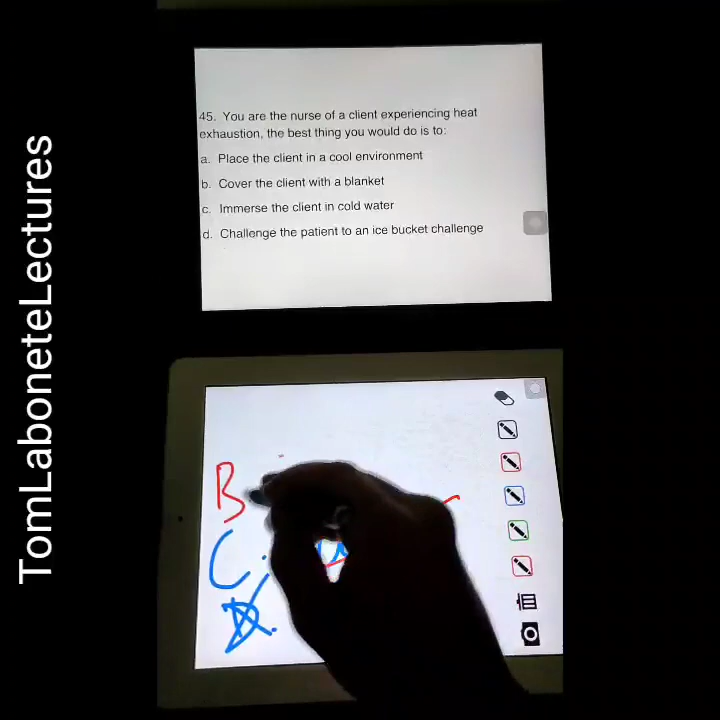 TomLaboneteLectures
45. You are the nurse of a client experiencing heat
exhaustion, the best thing you would do is to:
a. Place the client in a cool environment
b. Cover the client with a blanket
c. Immerse the client in cold water
d. Challenge the patient to an ice bucket challenge
B
C.